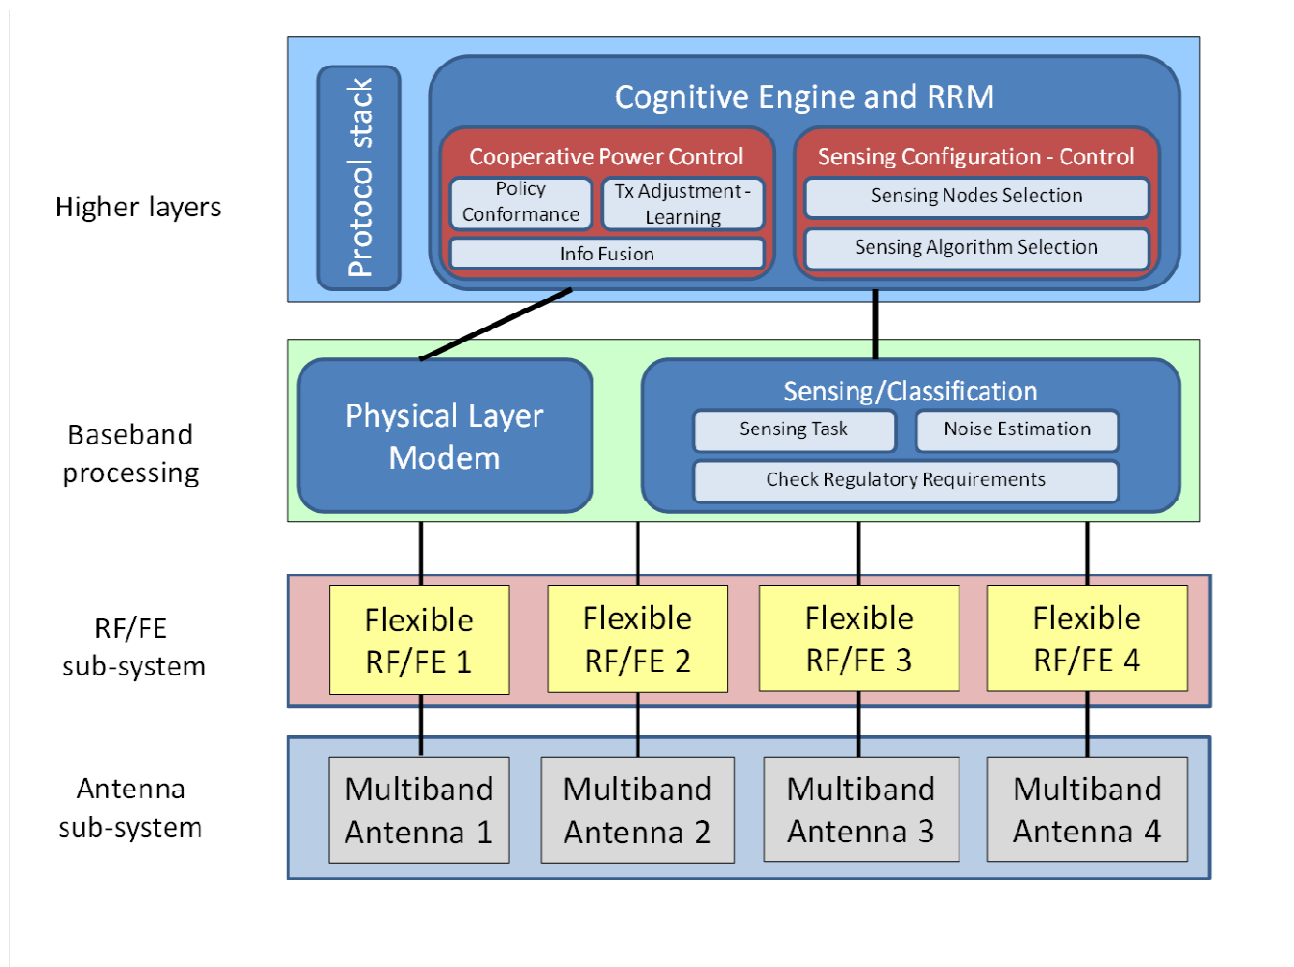 Higher layers
Protocol stack
Cognitive Engine and RRM
Cooperative Power Control
Policy
Conformance
Tx Adjustment -
Learning
Info Fusion
Sensing Configuration - Control
Sensing Nodes Selection
Sensing Algorithm Selection
Baseband
processing
Physical Layer
Modem
Sensing/Classification
Sensing Task
Noise Estimation
Check Regulatory Requirements
RF/FE
sub-system
Flexible
RF/FE 1
Flexible
RF/FE 2
Flexible
RF/FE 3
Flexible
RF/FE 4
Antenna
sub-system
Multiband
Antenna 1
Multiband
Antenna 2
Multiband
Antenna 3
Multiband
Antenna 4